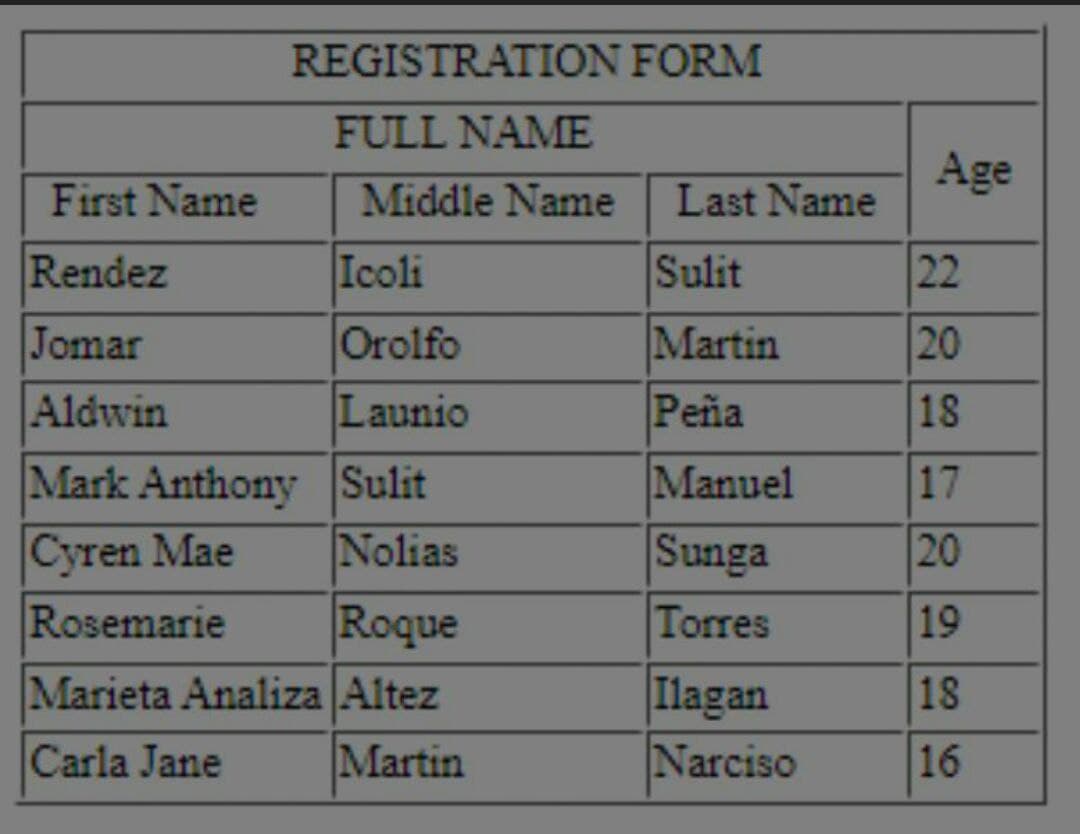 REGISTRATION FORM
FULL NAME
Age
First Name Middle Name Last Name
Rendez Icoli Sulit 22
Jomar Orolfo Martin 20
Aldwin Launio Peña 18
Mark Anthony Sulit Manuel 17
Cyren Mae Nolias Sunga 20
Rosemarie Roque Torres 19
Marieta Analiza Altez Ilagan 18
Carla Jane Martin Narciso 16